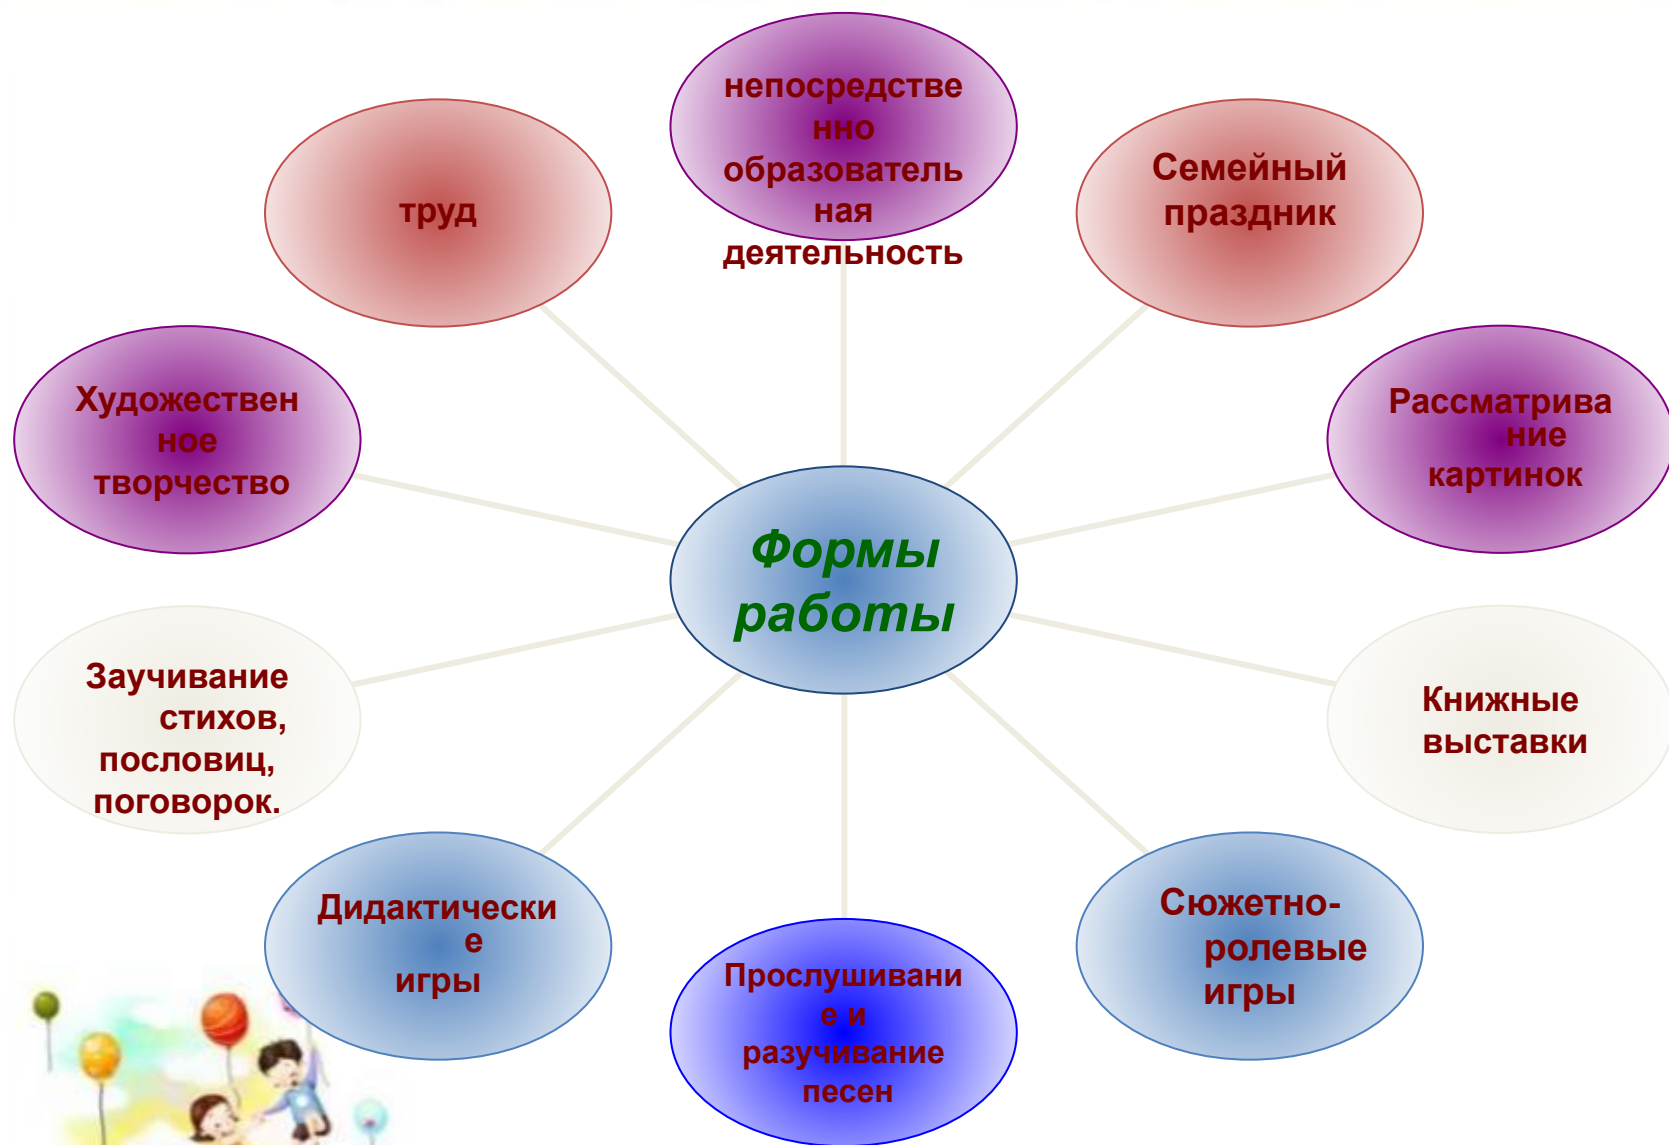 непосредстве
нно
образователь
ная
деятельность
Семейный
праздник
Рассматрива
ние
картинок
Книжные
выставки
Сюжетно-
ролевые
игры
Прослушивани
е и
разучивание
песен
Дидактически
е
игры
Заучивание
стихов,
пословиц,
поговорок.
Художествен
ное
творчество
труд
Формы
работы